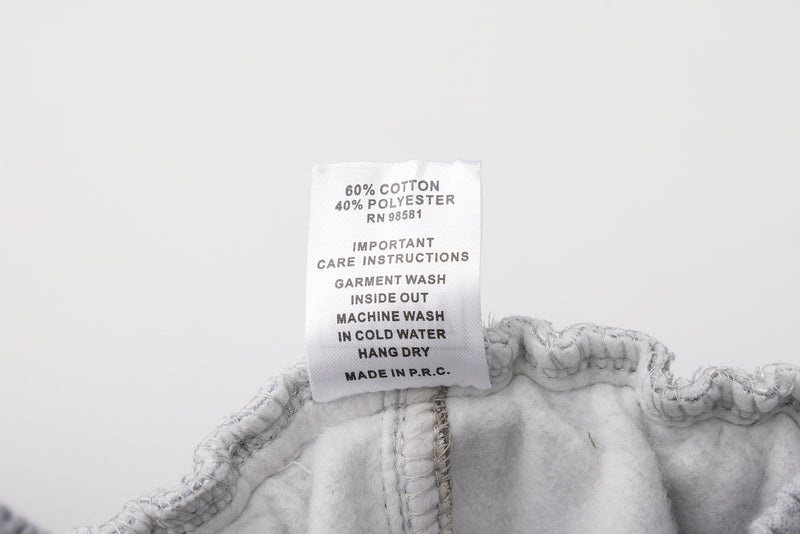 60% COTTON
40% POLYESTER
RN 98581
IMPORTANT
CARE INSTRUCTIONS
GARMENT WASH
INSIDE OUT
MACHINE WASH
IN COLD WATER
HANG DRY
MADE IN P.R.C.